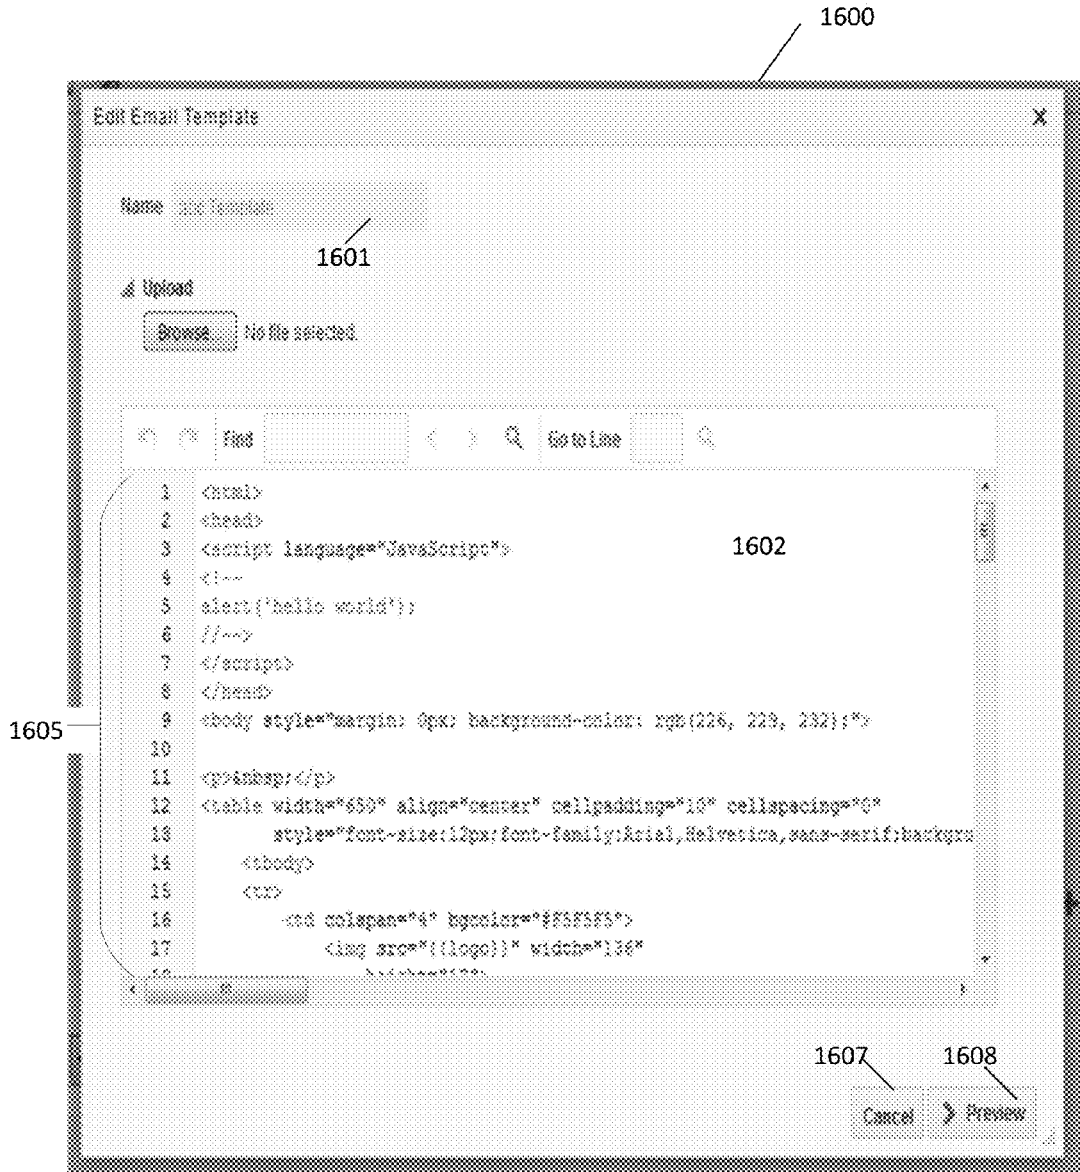 1600
Edit Email Template
X
Name abc Template
1601
Upload
Browse... No file selected.
Find Go to Line
1 <html>
2 <head>
3 <script language="JavaScript">
1602
4 <!--
5 alert('hello world');
6 //-->
7 </script>
8 </head>
9 <body style="margin: 0px; background-color: rgb(226, 229, 232);">
1605
10
11 <p>&nbsp;</p>
12 <table width="650" align="center" cellpadding="10" cellspacing="0"
13 style="font-size:12px;font-family:Arial,Helvetica,sans-serif;backgro
14 <tbody>
15 <tr>
16 <td colspan="4" bgcolor="#f5f5f5">
17 <img src="{{logo}}" width="136"
18
1607 1608
Cancel Preview